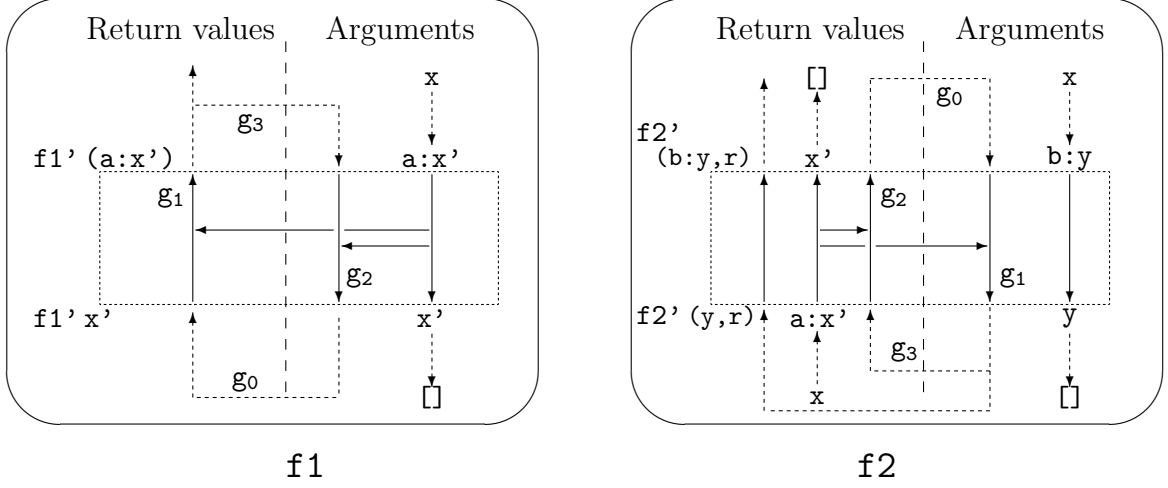 Return values Arguments
x
g3
f1' (a:x') a:x'
g1
g2
f1' x' x'
g0
[]
f1
Return values Arguments
[] x
g0
f2'
(b:y,r) x' b:y
g2
g1
f2' (y,r) a:x' y
g3
x []
f2